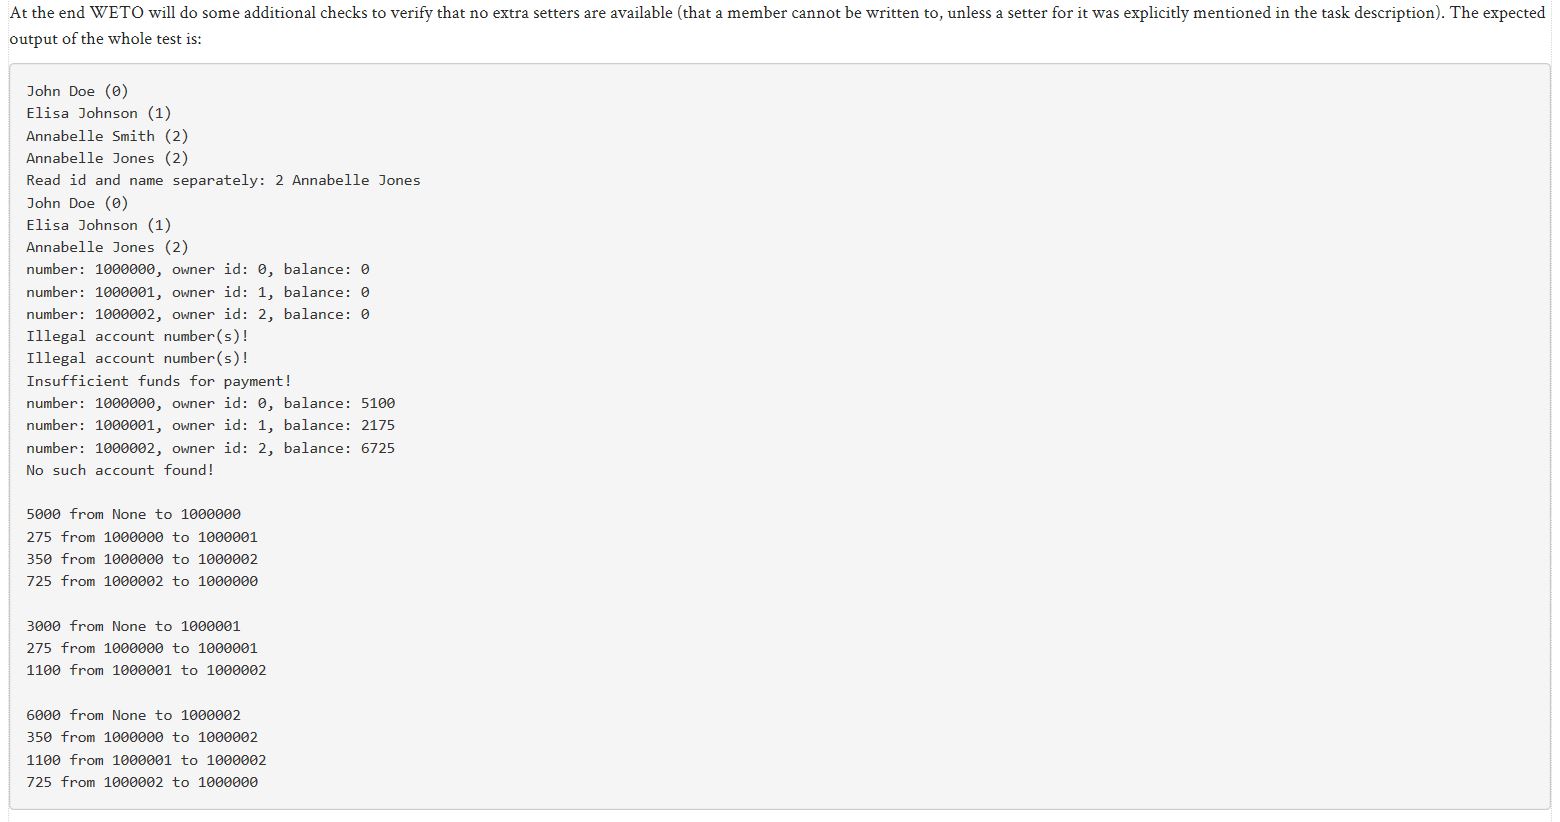 At the end WETO will do some additional checks to verify that no extra setters are available (that a member cannot be written to, unless a setter for it was explicitly mentioned in the task description). The expected
output of the whole test is:
John Doe (0)
Elisa Johnson (1)
Annabelle Smith (2)
Annabelle Jones (2)
Read id and name separately: 2 Annabelle Jones
John Doe (0)
Elisa Johnson (1)
Annabelle Jones (2)
number: 1000000, owner id: 0, balance: 0
number: 1000001, owner id: 1, balance: 0
number: 1000002, owner id: 2, balance: 0
Illegal account number(s)!
Illegal account number(s)!
Insufficient funds for payment!
number: 1000000, owner id: 0, balance: 5100
number: 1000001, owner id: 1, balance: 2175
number: 1000002, owner id: 2, balance: 6725
No such account found!
5000 from None to 1000000
275 from 1000000 to 1000001
350 from 1000000 to 1000002
725 from 1000002 to 1000000
3000 from None to 1000001
275 from 1000000 to 1000001
1100 from 1000001 to 1000002
6000 from None to 1000002
350 from 1000000 to 1000002
1100 from 1000001 to 1000002
725 from 1000002 to 1000000